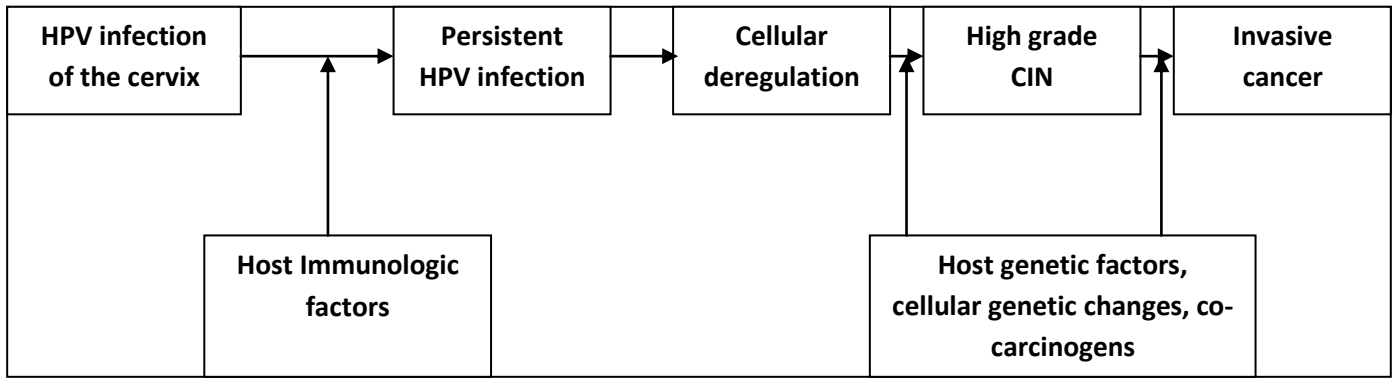 HPV infection
of the cervix
Persistent
HPV infection
Cellular
deregulation
High grade
CIN
Invasive
cancer
Host Immunologic
factors
Host genetic factors,
cellular genetic changes, co-
carcinogens